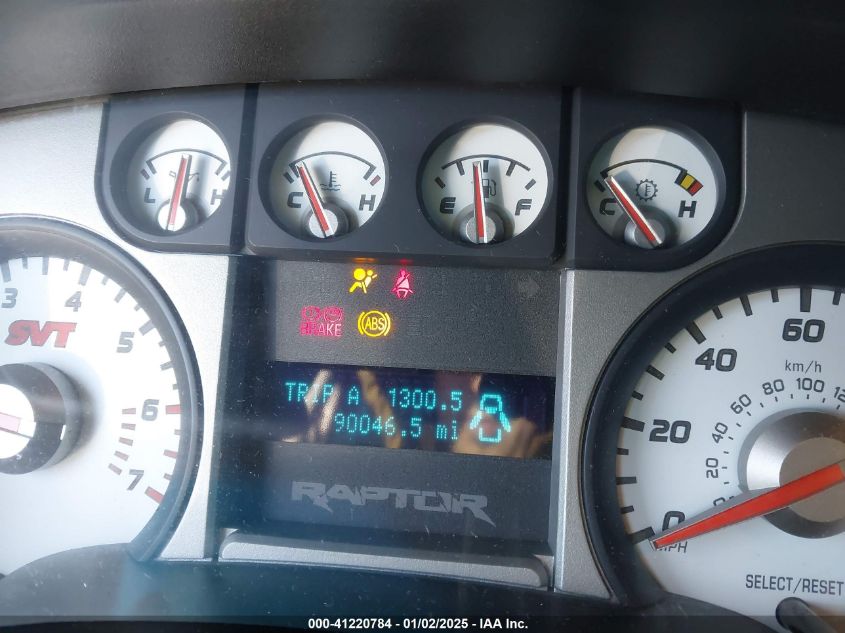 L H
C H
E F
C H
3 4 5 6 7
SVT
BRAKE
ABS
TRIP A 1300.5
90046.5 mi
RAPTOR
0 20 40 60
km/h
20 40 60 80 100
MPH
SELECT/RESET
000-41220784 - 01/02/2025 - IAA Inc.